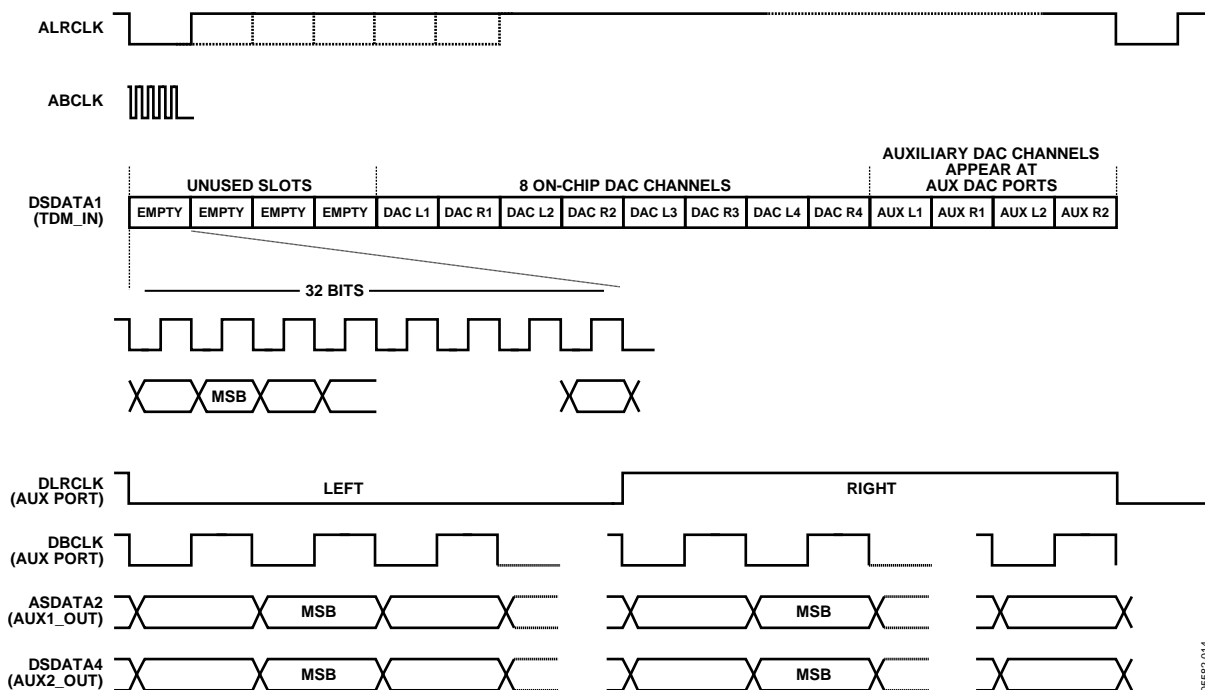 ALRCLK
ABCLK
AUXILIARY DAC CHANNELS
APPEAR AT
AUX DAC PORTS
UNUSED SLOTS
8 ON-CHIP DAC CHANNELS
DSDATA1
(TDM_IN)
EMPTY EMPTY EMPTY EMPTY DAC L1 DAC R1 DAC L2 DAC R2 DAC L3 DAC R3 DAC L4 DAC R4 AUX L1 AUX R1 AUX L2 AUX R2
32 BITS
MSB
DLRCLK
(AUX PORT)
LEFT
RIGHT
DBCLK
(AUX PORT)
ASDATA2
(AUX1_OUT)
MSB
MSB
DSDATA4
(AUX2_OUT)
MSB
MSB
05582-014